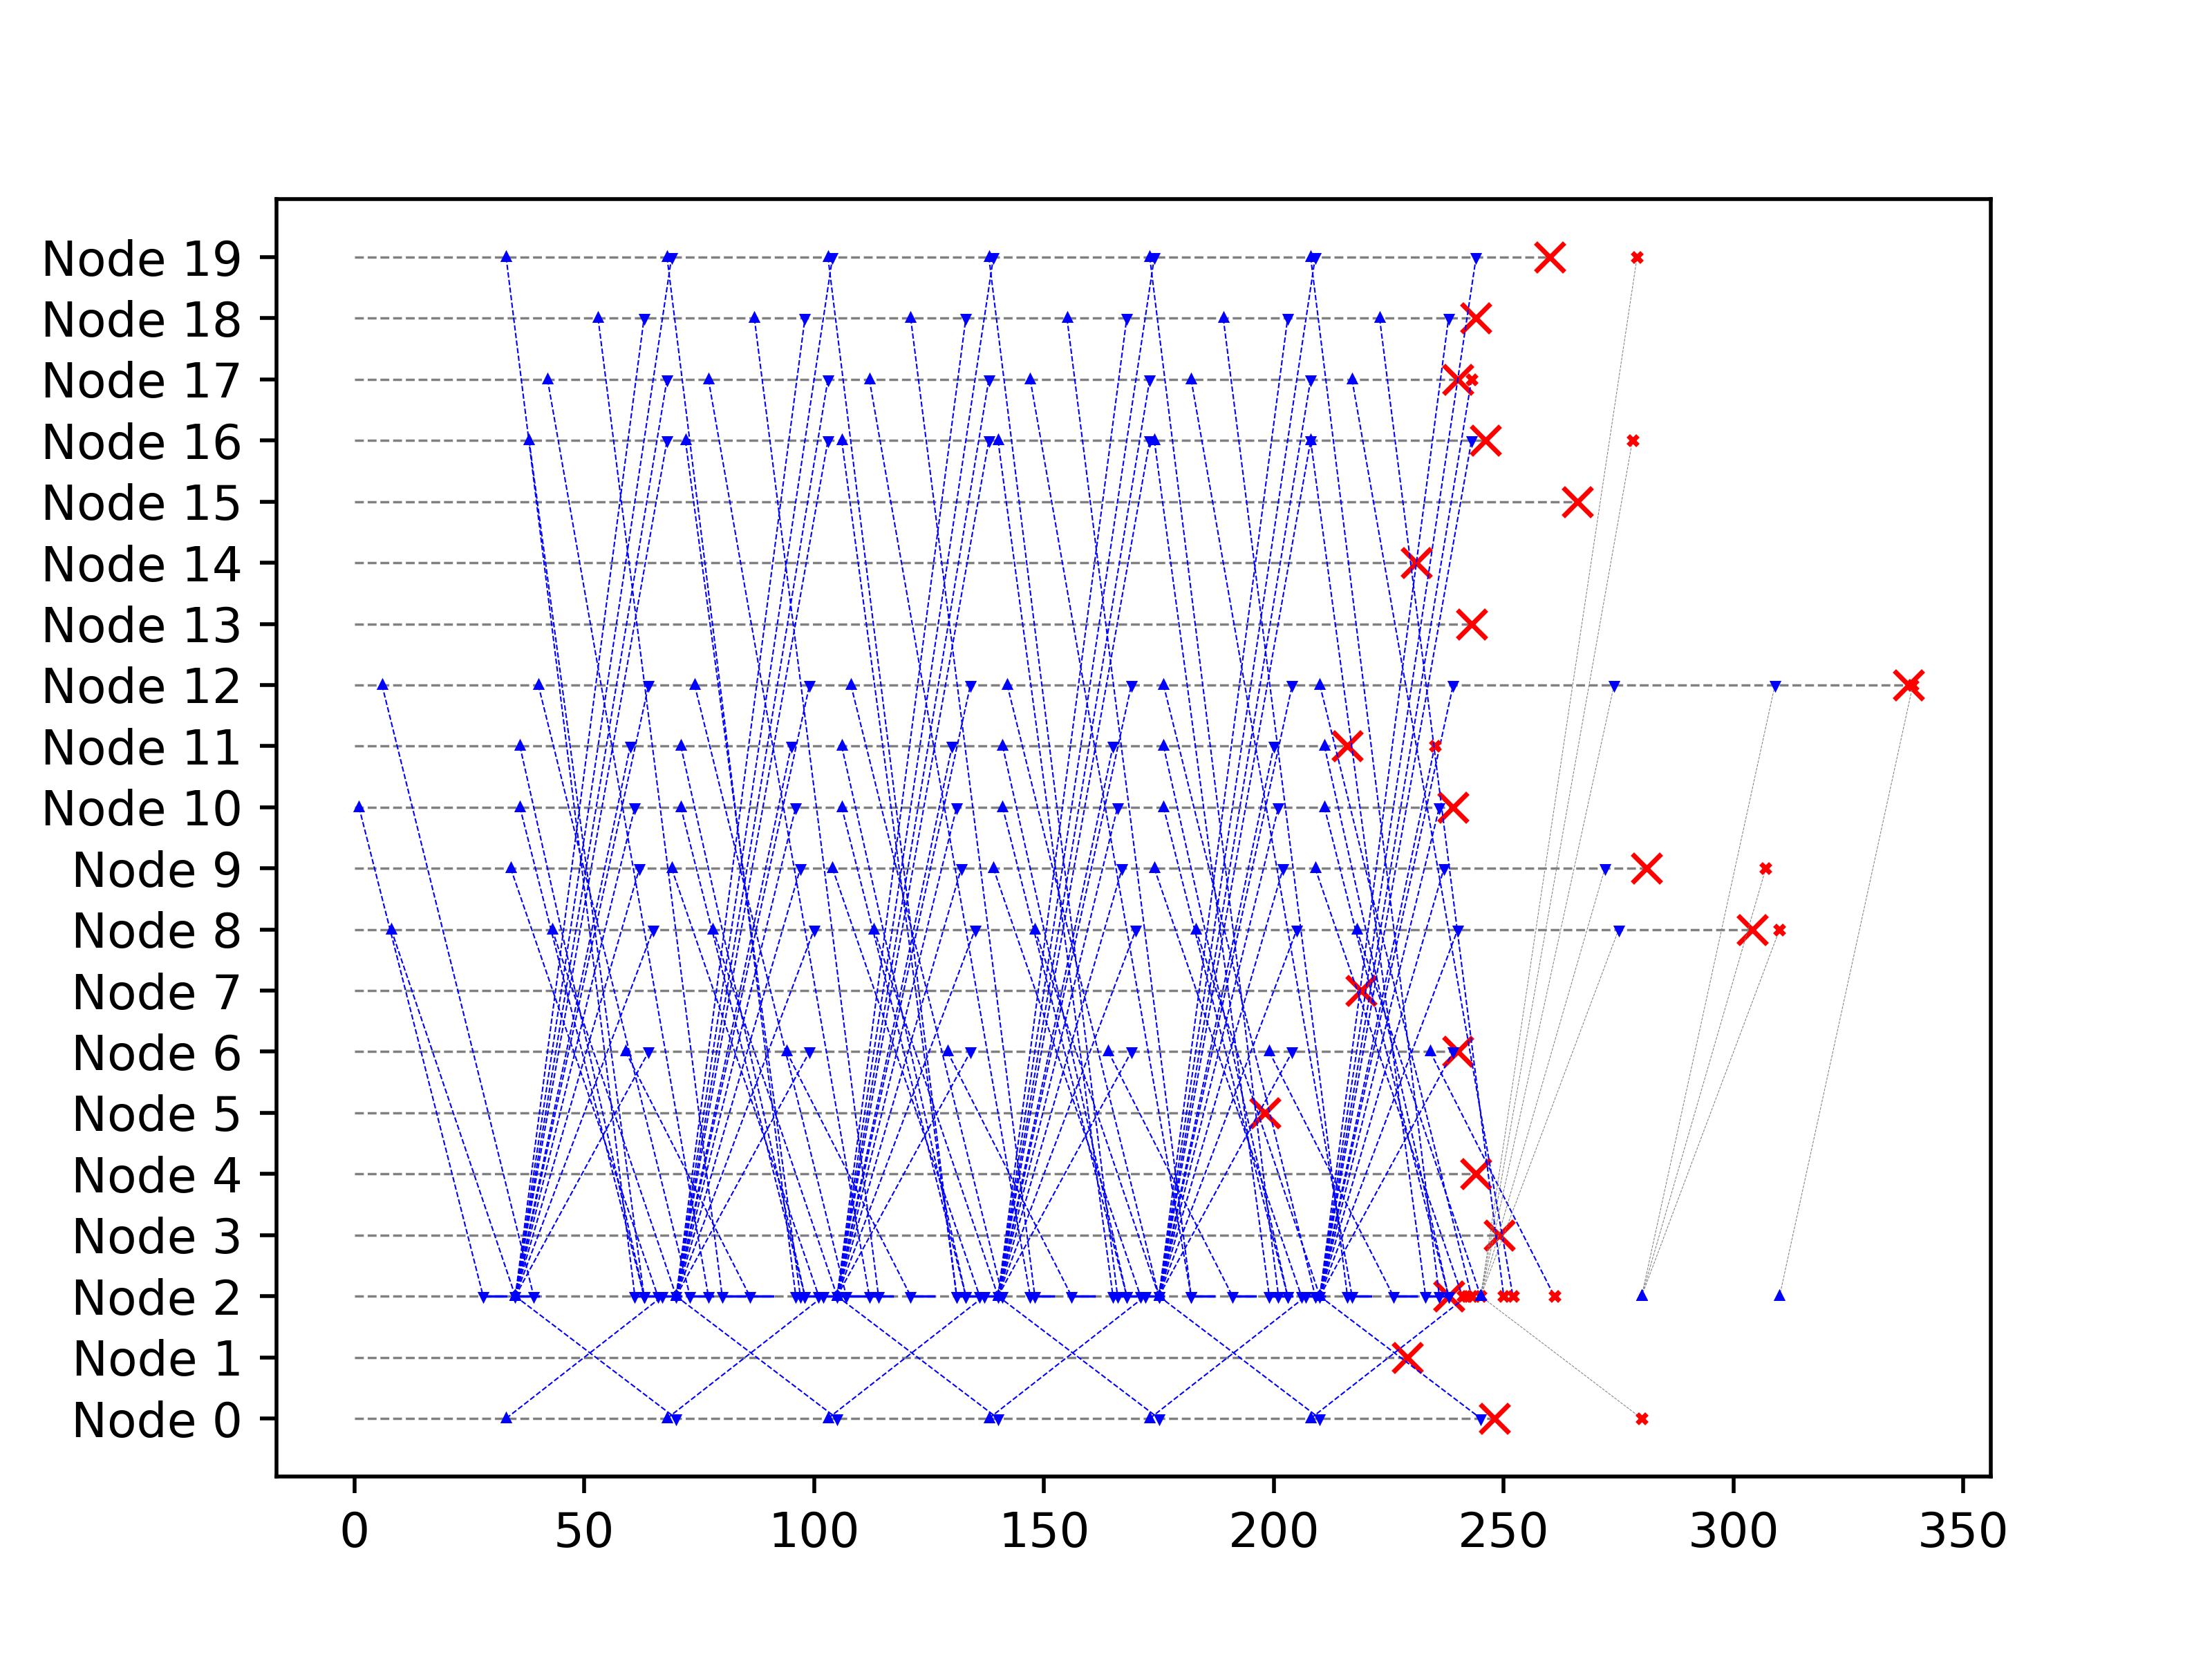 Node 19
Node 18
Node 17
Node 16
Node 15
Node 14
Node 13
Node 12
Node 11
Node 10
Node 9
Node 8
Node 7
Node 6
Node 5
Node 4
Node 3
Node 2
Node 1
Node 0
0 50 100 150 200 250 300 350